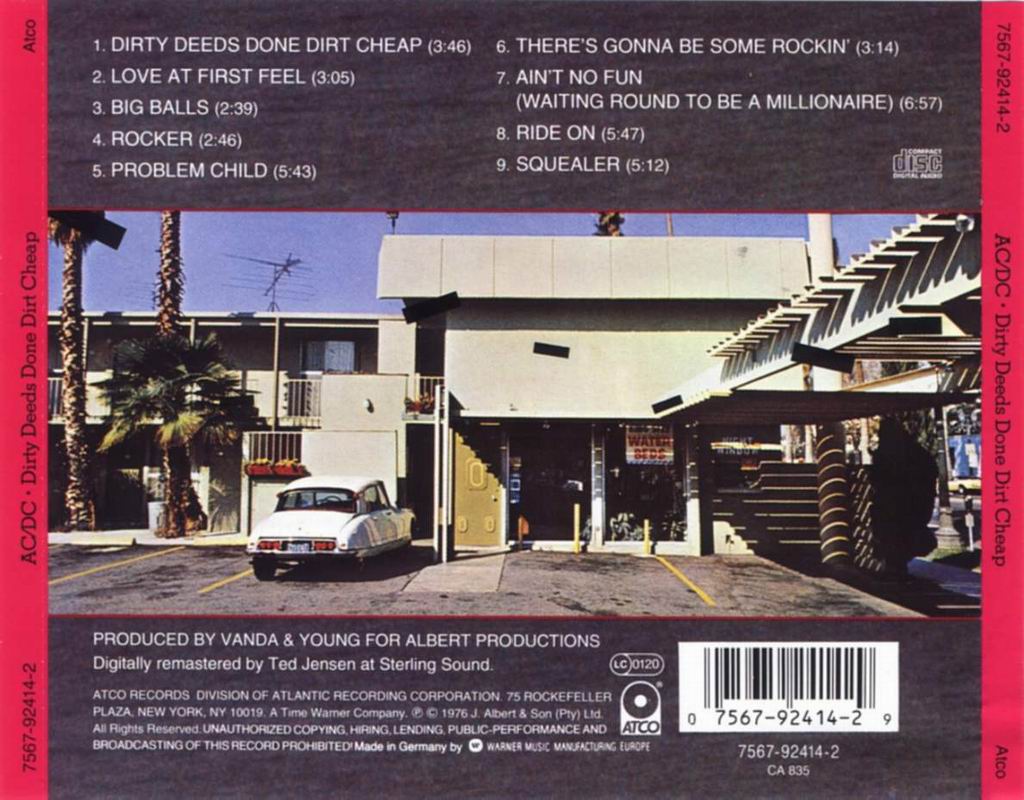 Atco
AC/DC • Dirty Deeds Done Dirt Cheap
7567-92414-2
1. DIRTY DEEDS DONE DIRT CHEAP (3:46)
2. LOVE AT FIRST FEEL (3:05)
3. BIG BALLS (2:39)
4. ROCKER (2:46)
5. PROBLEM CHILD (5:43)
6. THERE'S GONNA BE SOME ROCKIN' (3:14)
7. AIN'T NO FUN
(WAITING ROUND TO BE A MILLIONAIRE) (6:57)
8. RIDE ON (5:47)
9. SQUEALER (5:12)
COMPACT
disc
DIGITAL AUDIO
WATER
BEDS
NIGHT
WINDOW
PRODUCED BY VANDA & YOUNG FOR ALBERT PRODUCTIONS
Digitally remastered by Ted Jensen at Sterling Sound.
ATCO RECORDS DIVISION OF ATLANTIC RECORDING CORPORATION. 75 ROCKEFELLER
PLAZA, NEW YORK, NY 10019. A Time Warner Company. ℗ © 1976 J. Albert & Son (Pty) Ltd.
All Rights Reserved. UNAUTHORIZED COPYING, HIRING, LENDING, PUBLIC-PERFORMANCE AND
BROADCASTING OF THIS RECORD PROHIBITED! Made in Germany by WARNER MUSIC MANUFACTURING EUROPE
LC 0120
ATCO
®
0 7567-92414-2 9
7567-92414-2
CA 835
7567-92414-2
AC/DC • Dirty Deeds Done Dirt Cheap
Atco